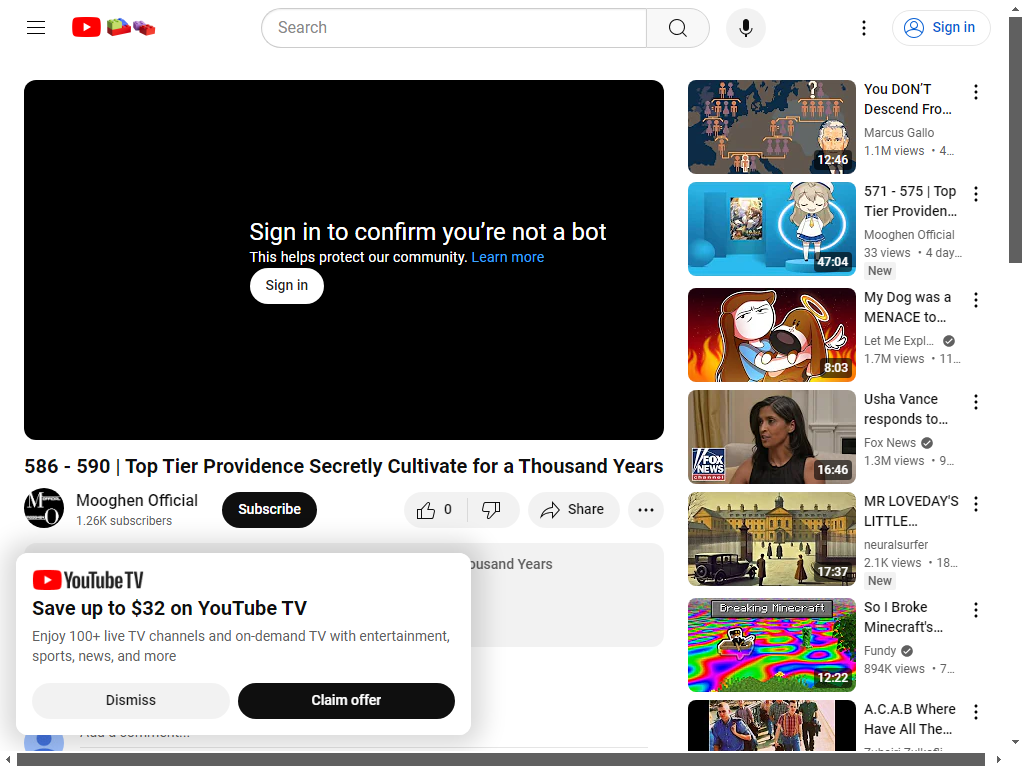 Search
Sign in
Sign in to confirm you’re not a bot
This helps protect our community. Learn more
Sign in
586 - 590 | Top Tier Providence Secretly Cultivate for a Thousand Years
Mooghen Official
1.26K subscribers
Subscribe
0
Share
ousand Years
YouTube TV
Save up to $32 on YouTube TV
Enjoy 100+ live TV channels and on-demand TV with entertainment,
sports, news, and more
Dismiss
Claim offer
Add a comment...
?
12:46
You DON’T
Descend Fro…
Marcus Gallo
1.1M views • 4…
47:04
571 - 575 | Top
Tier Providen…
Mooghen Official
33 views • 4 day…
New
8:03
My Dog was a
MENACE to…
Let Me Expl…
1.7M views • 11…
FOX
NEWS
channel
16:46
Usha Vance
responds to…
Fox News
1.3M views • 9…
17:37
MR LOVEDAY'S
LITTLE…
neuralsurfer
2.1K views • 18…
New
Breaking Minecraft
12:22
So I Broke
Minecraft's…
Fundy
894K views • 7…
A.C.A.B Where
Have All The…